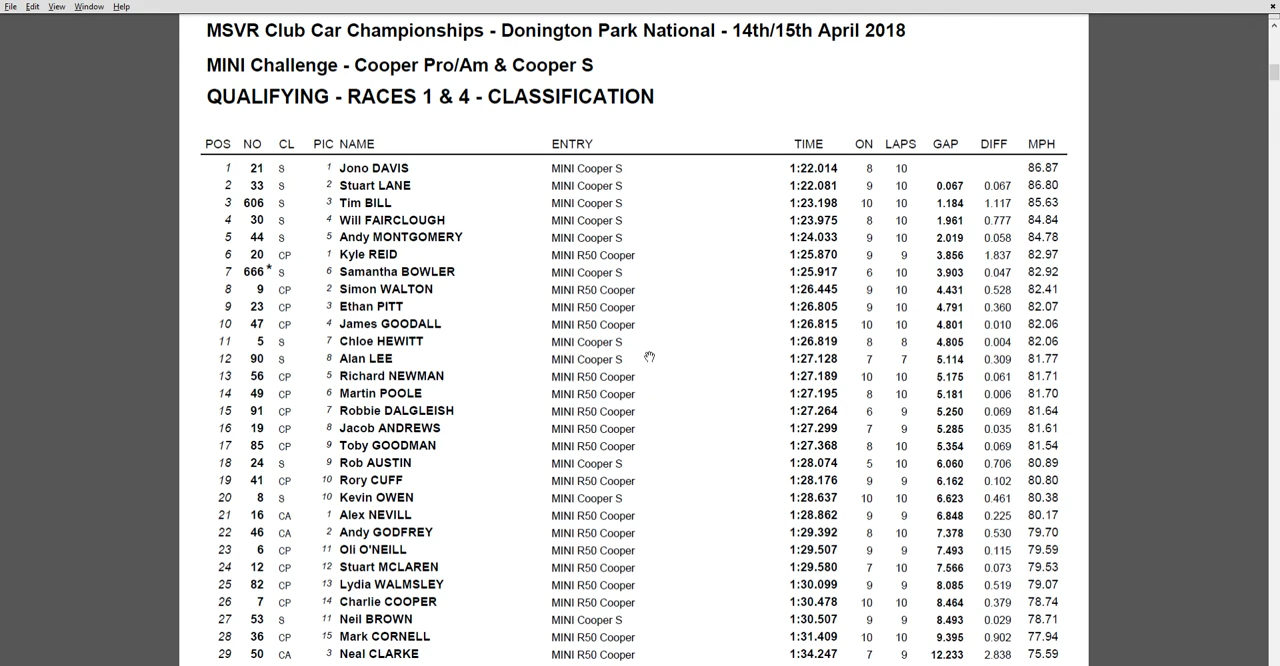 File Edit View Window Help
MSVR Club Car Championships - Donington Park National - 14th/15th April 2018
MINI Challenge - Cooper Pro/Am & Cooper S
QUALIFYING - RACES 1 & 4 - CLASSIFICATION
POS NO CL PIC NAME ENTRY TIME ON LAPS GAP DIFF MPH
1 21 S 1 Jono DAVIS MINI Cooper S 1:22.014 8 10 86.87
2 33 S 2 Stuart LANE MINI Cooper S 1:22.081 9 10 0.067 0.067 86.80
3 606 S 3 Tim BILL MINI Cooper S 1:23.198 10 10 1.184 1.117 85.63
4 30 S 4 Will FAIRCLOUGH MINI Cooper S 1:23.975 8 10 1.961 0.777 84.84
5 44 S 5 Andy MONTGOMERY MINI Cooper S 1:24.033 9 10 2.019 0.058 84.78
6 20 CP 1 Kyle REID MINI R50 Cooper 1:25.870 9 9 3.856 1.837 82.97
7 666* S 6 Samantha BOWLER MINI Cooper S 1:25.917 6 10 3.903 0.047 82.92
8 9 CP 2 Simon WALTON MINI R50 Cooper 1:26.445 9 10 4.431 0.528 82.41
9 23 CP 3 Ethan PITT MINI R50 Cooper 1:26.805 9 10 4.791 0.360 82.07
10 47 CP 4 James GOODALL MINI R50 Cooper 1:26.815 10 10 4.801 0.010 82.06
11 5 S 7 Chloe HEWITT MINI Cooper S 1:26.819 8 8 4.805 0.004 82.06
12 90 S 8 Alan LEE MINI Cooper S 1:27.128 7 7 5.114 0.309 81.77
13 56 CP 5 Richard NEWMAN MINI R50 Cooper 1:27.189 10 10 5.175 0.061 81.71
14 49 CP 6 Martin POOLE MINI R50 Cooper 1:27.195 8 10 5.181 0.006 81.70
15 91 CP 7 Robbie DALGLEISH MINI R50 Cooper 1:27.264 6 9 5.250 0.069 81.64
16 19 CP 8 Jacob ANDREWS MINI R50 Cooper 1:27.299 7 9 5.285 0.035 81.61
17 85 CP 9 Toby GOODMAN MINI R50 Cooper 1:27.368 8 10 5.354 0.069 81.54
18 24 S 9 Rob AUSTIN MINI Cooper S 1:28.074 5 10 6.060 0.706 80.89
19 41 CP 10 Rory CUFF MINI R50 Cooper 1:28.176 9 9 6.162 0.102 80.80
20 8 S 10 Kevin OWEN MINI Cooper S 1:28.637 10 10 6.623 0.461 80.38
21 16 CA 1 Alex NEVILL MINI R50 Cooper 1:28.862 9 9 6.848 0.225 80.17
22 46 CA 2 Andy GODFREY MINI R50 Cooper 1:29.392 8 10 7.378 0.530 79.70
23 6 CP 11 Oli O'NEILL MINI R50 Cooper 1:29.507 9 9 7.493 0.115 79.59
24 12 CP 12 Stuart MCLAREN MINI R50 Cooper 1:29.580 7 10 7.566 0.073 79.53
25 82 CP 13 Lydia WALMSLEY MINI R50 Cooper 1:30.099 9 9 8.085 0.519 79.07
26 7 CP 14 Charlie COOPER MINI R50 Cooper 1:30.478 10 10 8.464 0.379 78.74
27 53 S 11 Neil BROWN MINI Cooper S 1:30.507 9 9 8.493 0.029 78.71
28 36 CP 15 Mark CORNELL MINI R50 Cooper 1:31.409 10 10 9.395 0.902 77.94
29 50 CA 3 Neal CLARKE MINI R50 Cooper 1:34.247 7 9 12.233 2.838 75.59